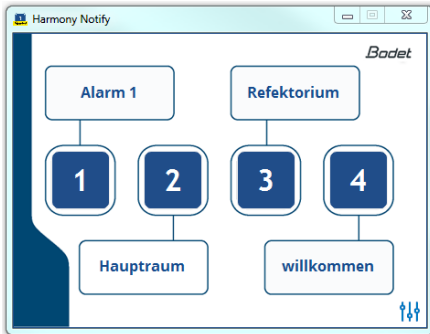 Harmony Notify
Bodet
Alarm 1
Refektorium
1
2
3
4
Hauptraum
willkommen